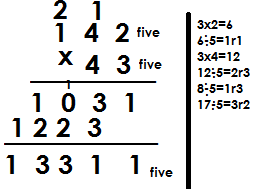 2 1
1 4 2 five
x 4 3 five
1
1 0 3 1
1 2 2 3
1 3 3 1 1 five
3x2=6
6÷5=1r1
3x4=12
12÷5=2r3
8÷5=1r3
17÷5=3r2